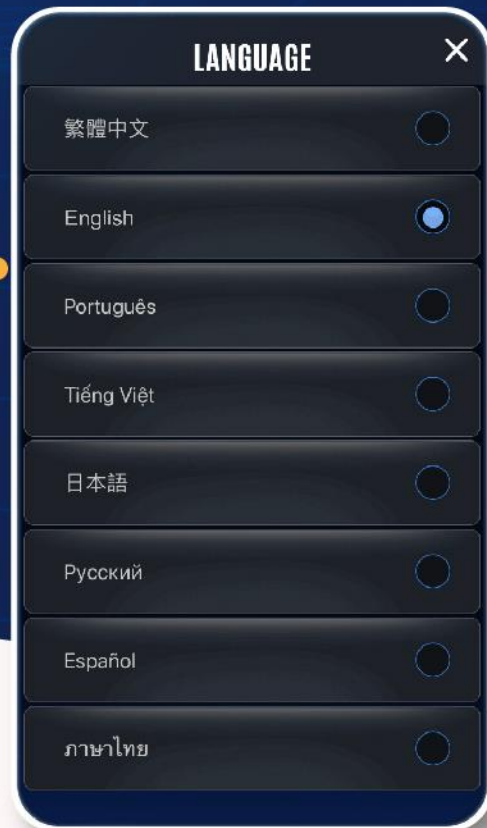 LANGUAGE
繁體中文
English
Português
Tiếng Việt
日本語
Русский
Español
ภาษาไทย